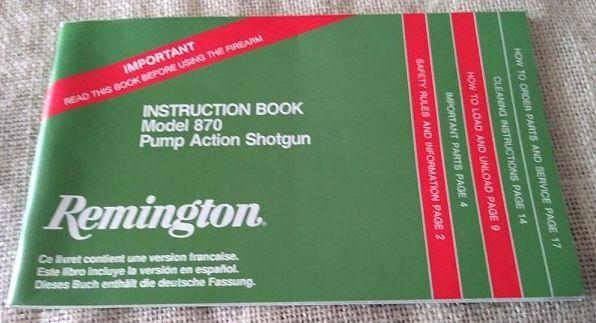 IMPORTANT
READ THIS BOOK BEFORE USING THE FIREARM
INSTRUCTION BOOK
Model 870
Pump Action Shotgun
Remington®
Ce livret contient une version francaise.
Este libro incluye la versión en español.
Dieses Buch enthält die deutsche Fassung.
SAFETY RULES AND INFORMATION PAGE 2
IMPORTANT PARTS PAGE 4
HOW TO LOAD AND UNLOAD PAGE 9
CLEANING INSTRUCTIONS PAGE 14
HOW TO ORDER PARTS AND SERVICE PAGE 17